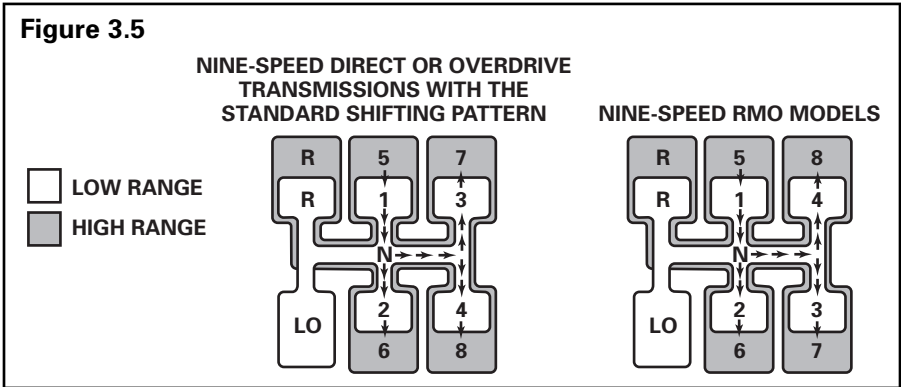 Figure 3.5
NINE-SPEED DIRECT OR OVERDRIVE
TRANSMISSIONS WITH THE
STANDARD SHIFTING PATTERN
NINE-SPEED RMO MODELS
LOW RANGE
HIGH RANGE
R 5 7
R 1 3
N
LO 2 4
6 8
R 5 8
R 1 4
N
LO 2 3
6 7